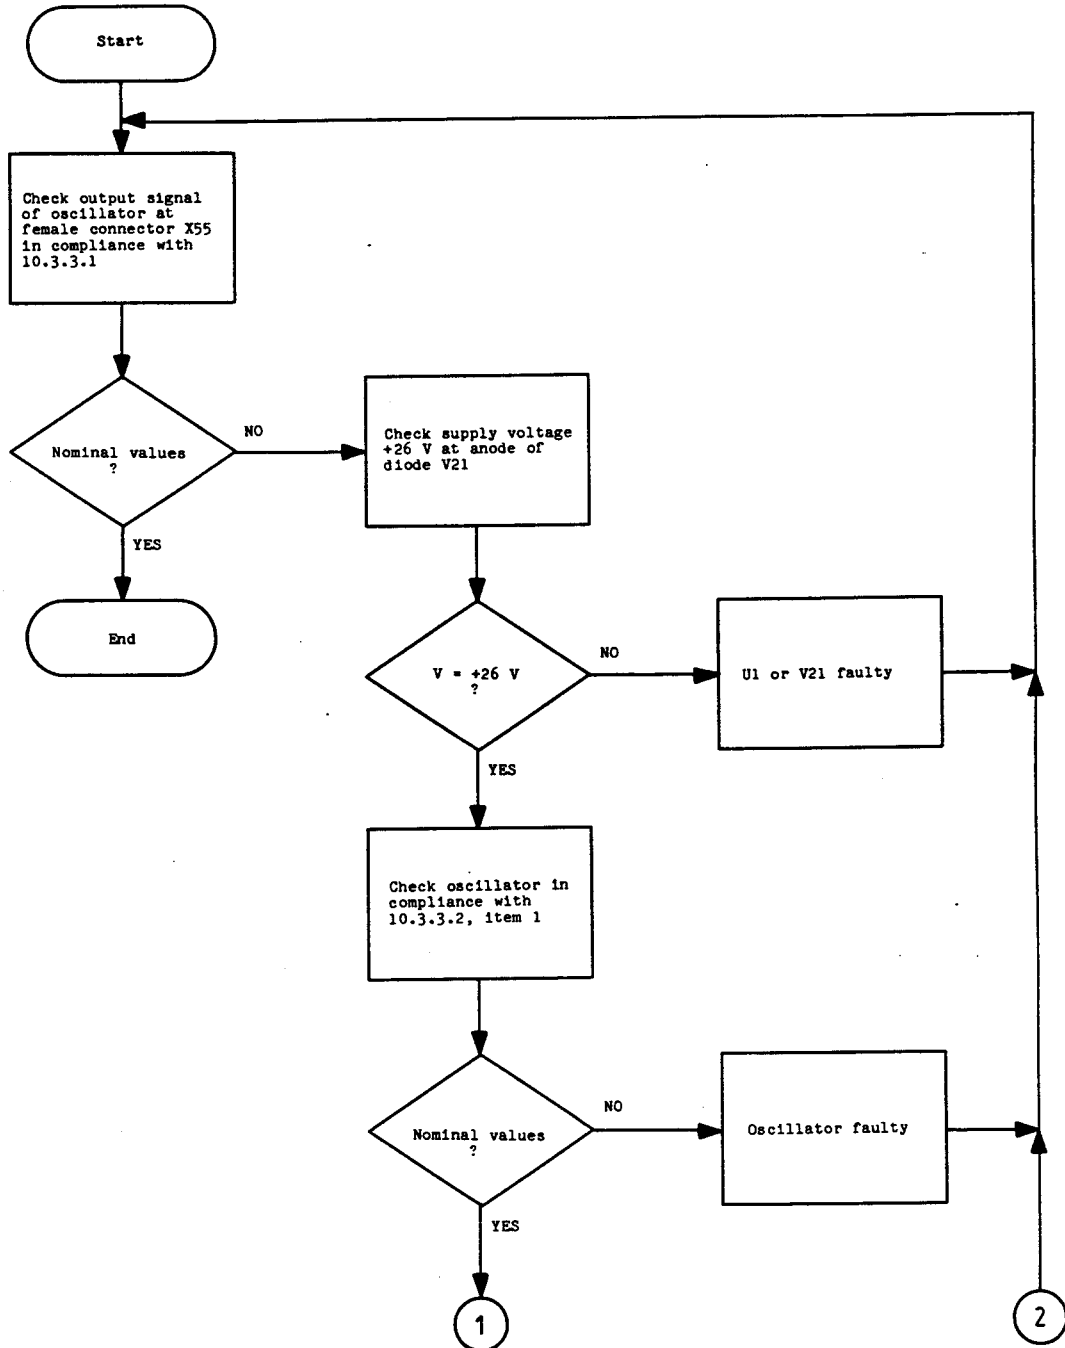 Start
Check output signal
of oscillator at
female connector X55
in compliance with
10.3.3.1
Nominal values
?
NO
YES
End
Check supply voltage
+26 V at anode of
diode V21
V = +26 V
?
NO
YES
U1 or V21 faulty
Check oscillator in
compliance with
10.3.3.2, item 1
Nominal values
?
NO
YES
Oscillator faulty
1
2